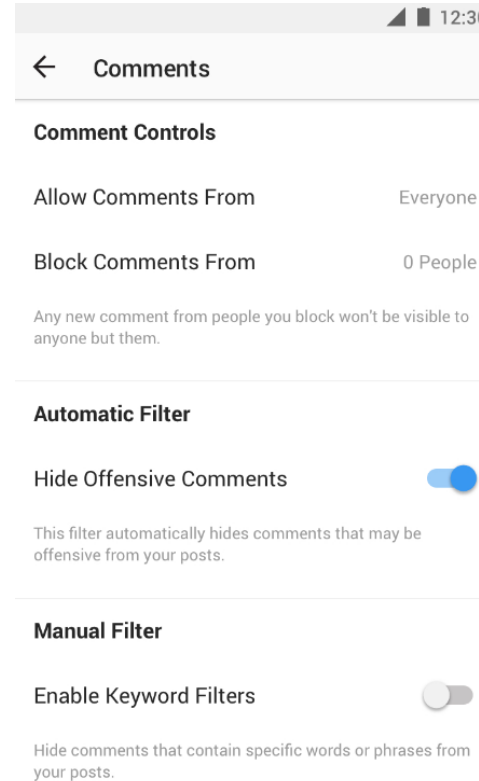 12:30
Comments
Comment Controls
Allow Comments From Everyone
Block Comments From 0 People
Any new comment from people you block won't be visible to
anyone but them.
Automatic Filter
Hide Offensive Comments
This filter automatically hides comments that may be
offensive from your posts.
Manual Filter
Enable Keyword Filters
Hide comments that contain specific words or phrases from
your posts.